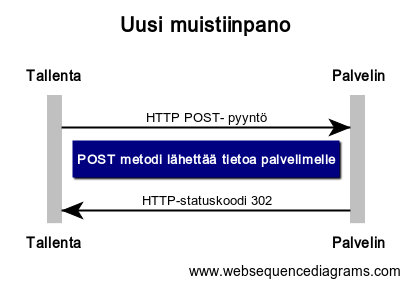 Uusi muistiinpano
Tallenta Palvelin
HTTP POST- pyyntö
POST metodi lähettää tietoa palvelimelle
HTTP-statuskoodi 302
Tallenta Palvelin
www.websequencediagrams.com